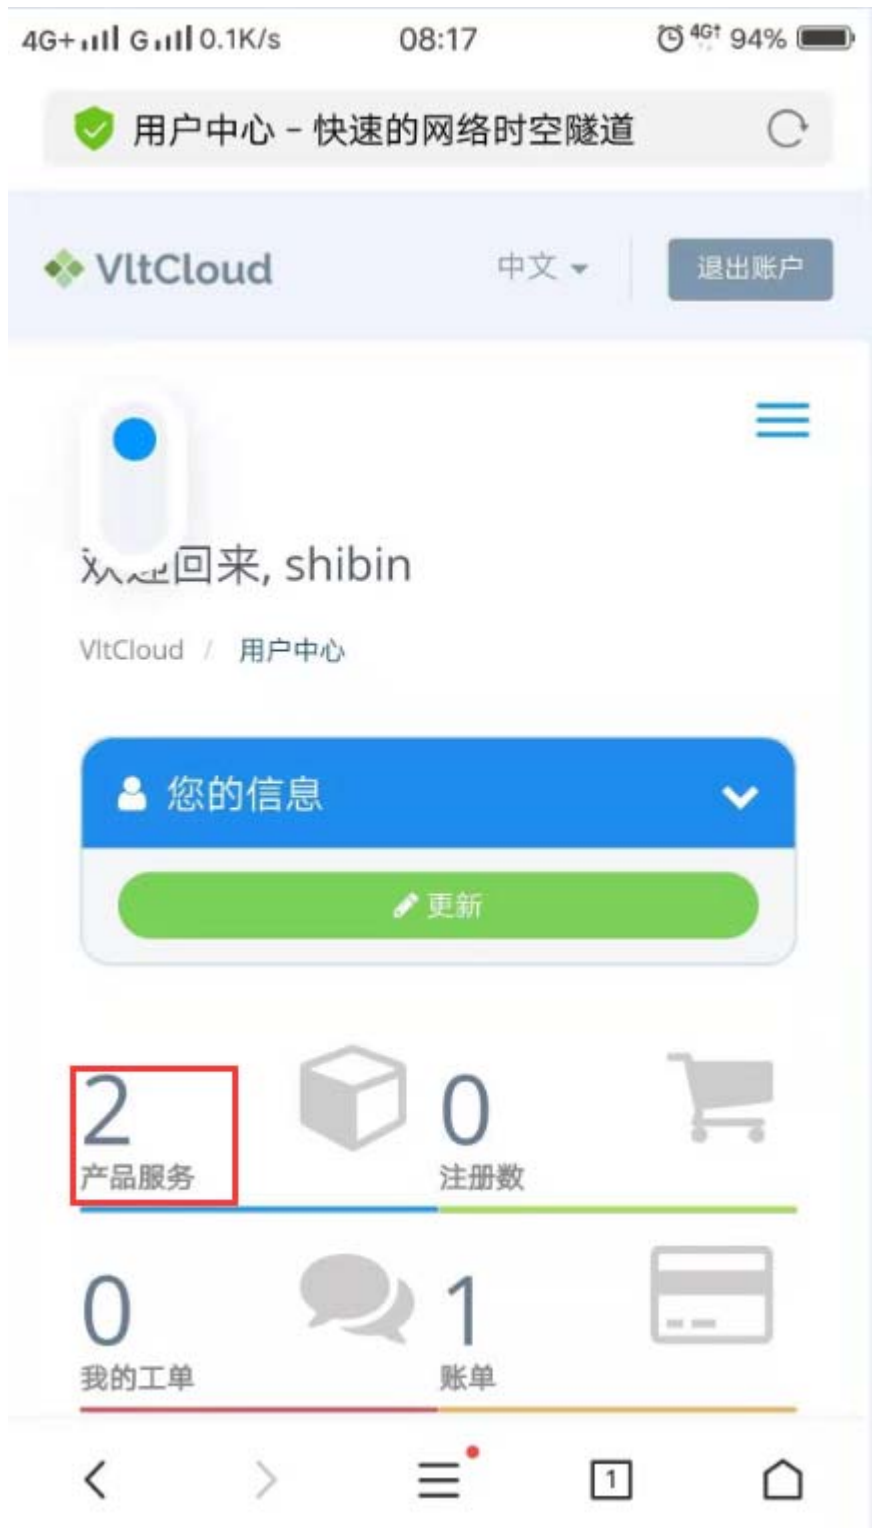 4G+ G 0.1K/s 08:17 4G+ 94%
用户中心 - 快速的网络时空隧道
VltCloud 中文 退出账户
欢迎回来, shibin
VltCloud / 用户中心
您的信息
更新
2 0
产品服务 注册数
0 1
我的工单 账单
1